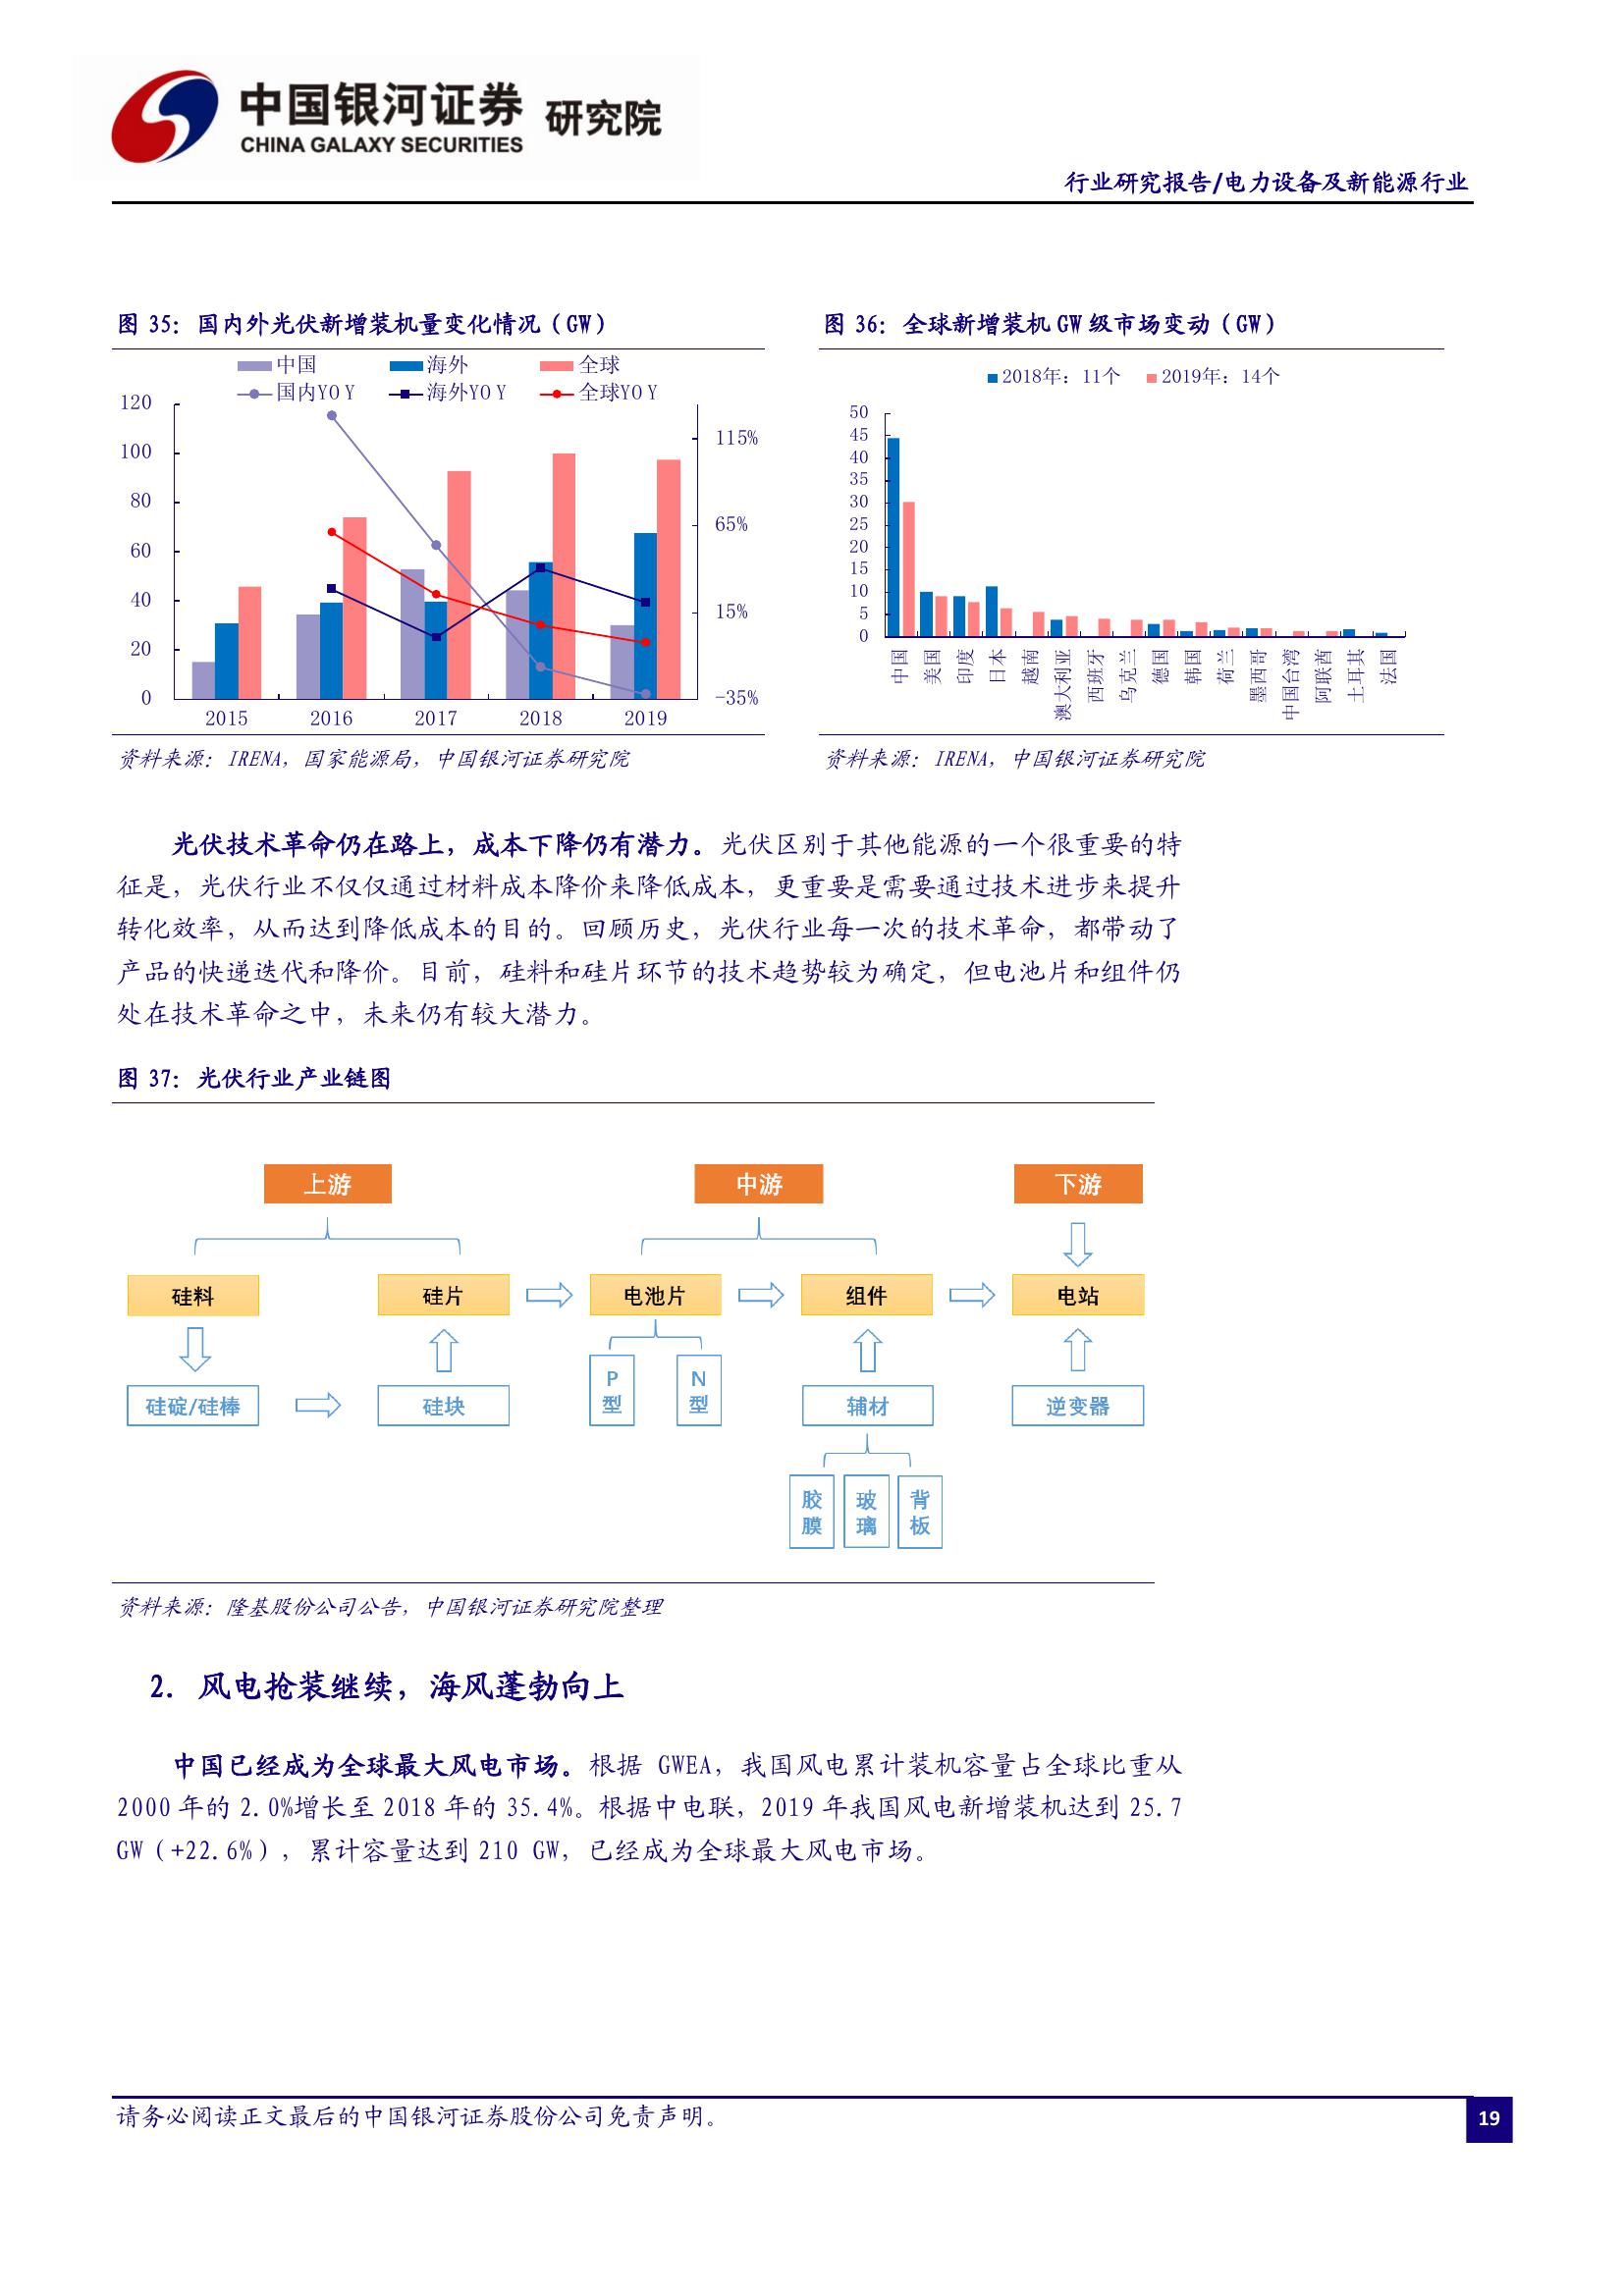 中国银河证券 研究院
CHINA GALAXY SECURITIES
行业研究报告/电力设备及新能源行业
图 35：国内外光伏新增装机量变化情况（GW）
中国 海外 全球
国内YOY 海外YOY 全球YOY
120
100
80
60
40
20
0
115%
65%
15%
-35%
2015 2016 2017 2018 2019
资料来源：IRENA，国家能源局，中国银河证券研究院
图 36：全球新增装机 GW 级市场变动（GW）
2018年：11个 2019年：14个
50
45
40
35
30
25
20
15
10
5
0
中国 美国 印度 日本 越南 澳大利亚 西班牙 乌克兰 德国 韩国 荷兰 墨西哥 中国台湾 阿联酋 土耳其 法国
资料来源：IRENA，中国银河证券研究院
光伏技术革命仍在路上，成本下降仍有潜力。光伏区别于其他能源的一个很重要的特
征是，光伏行业不仅仅通过材料成本降价来降低成本，更重要是需要通过技术进步来提升
转化效率，从而达到降低成本的目的。回顾历史，光伏行业每一次的技术革命，都带动了
产品的快递迭代和降价。目前，硅料和硅片环节的技术趋势较为确定，但电池片和组件仍
处在技术革命之中，未来仍有较大潜力。
图 37：光伏行业产业链图
上游 中游 下游
硅料 硅片 电池片 组件 电站
硅碇/硅棒 硅块 P型 N型 辅材 逆变器
胶膜 玻璃 背板
资料来源：隆基股份公司公告，中国银河证券研究院整理
2. 风电抢装继续，海风蓬勃向上
中国已经成为全球最大风电市场。根据 GWEA，我国风电累计装机容量占全球比重从
2000 年的 2.0%增长至 2018 年的 35.4%。根据中电联，2019 年我国风电新增装机达到 25.7
GW（+22.6%），累计容量达到 210 GW，已经成为全球最大风电市场。
请务必阅读正文最后的中国银河证券股份公司免责声明。
19